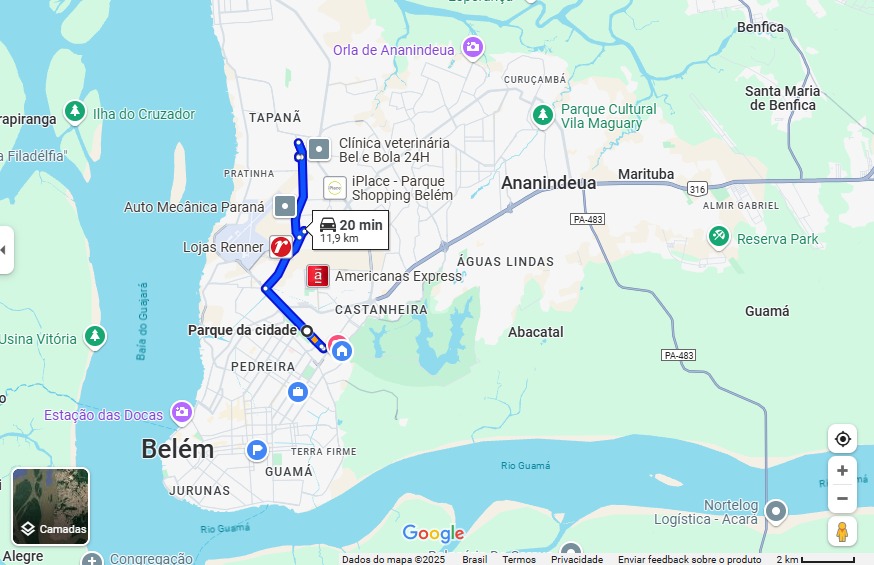 Benfica
Orla de Ananindeua
CURUÇAMBÁ
Santa Maria
de Benfica
Ilha do Cruzador
rapiranga
TAPANÃ
Parque Cultural
Vila Maguary
Clínica veterinária
Bel e Bola 24H
a Filadélfia"
PRATINHA
Marituba
316
iPlace - Parque
Shopping Belém
Ananindeua
Auto Mecânica Paraná
ALMIR GABRIEL
PA-483
20 min
11,9 km
Reserva Park
Lojas Renner
ÁGUAS LINDAS
Americanas Express
Baía do Guajará
CASTANHEIRA
Guamá
Parque da cidade
Abacatal
Usina Vitória
PA-483
PEDREIRA
Estação das Docas
Belém
TERRA FIRME
GUAMÁ
Rio Guamá
JURUNAS
Nortelog
Logística - Acará
Camadas
Rio Guamá
Google
Alegre
Congregação
Dados do mapa ©2025 Brasil Termos Privacidade Enviar feedback sobre o produto 2 km